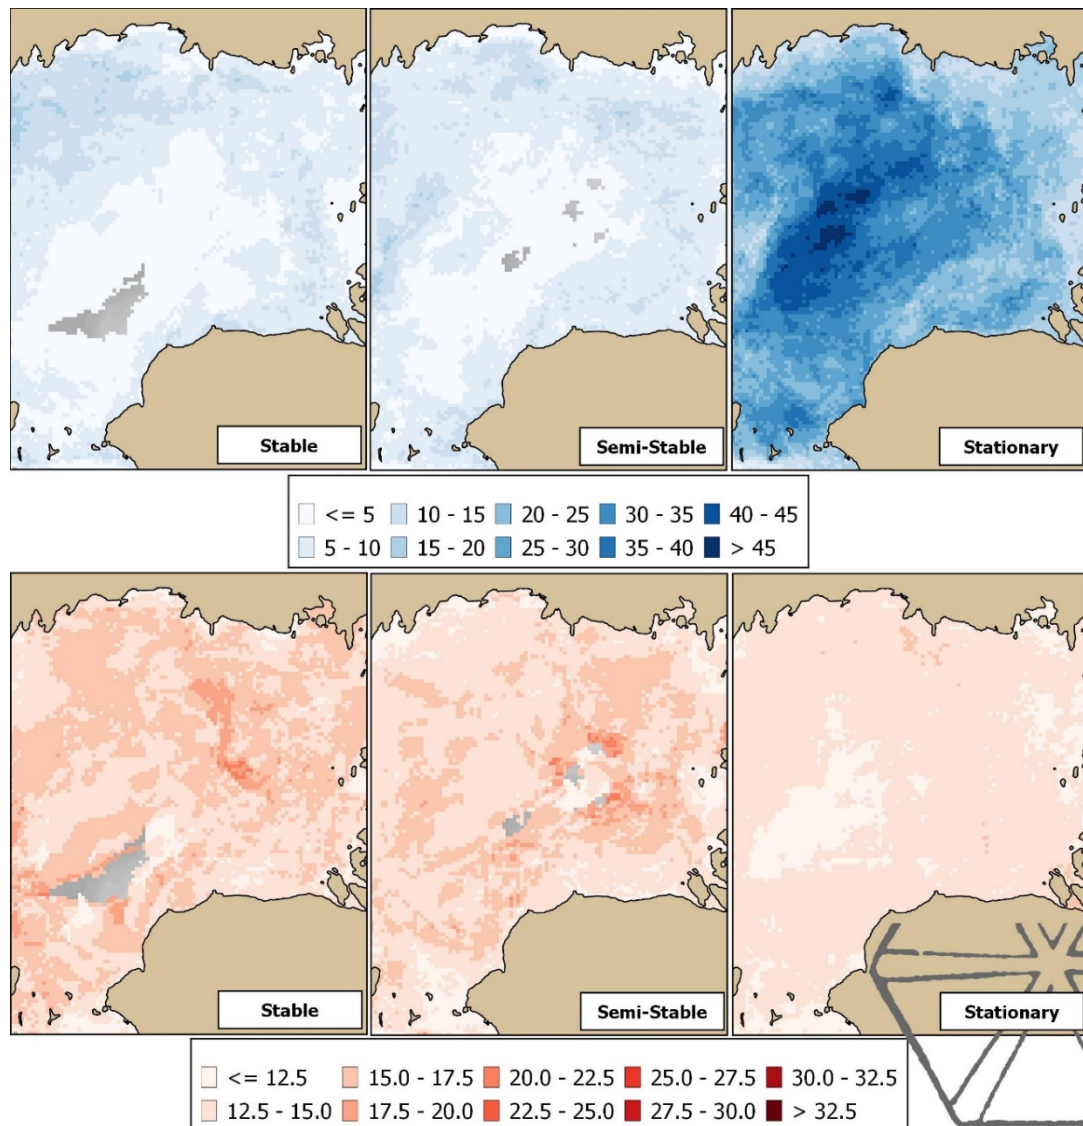 Stable
Semi-Stable
Stationary
<= 5 10 - 15 20 - 25 30 - 35 40 - 45
5 - 10 15 - 20 25 - 30 35 - 40 > 45
Stable
Semi-Stable
Stationary
<= 12.5 15.0 - 17.5 20.0 - 22.5 25.0 - 27.5 30.0 - 32.5
12.5 - 15.0 17.5 - 20.0 22.5 - 25.0 27.5 - 30.0 > 32.5